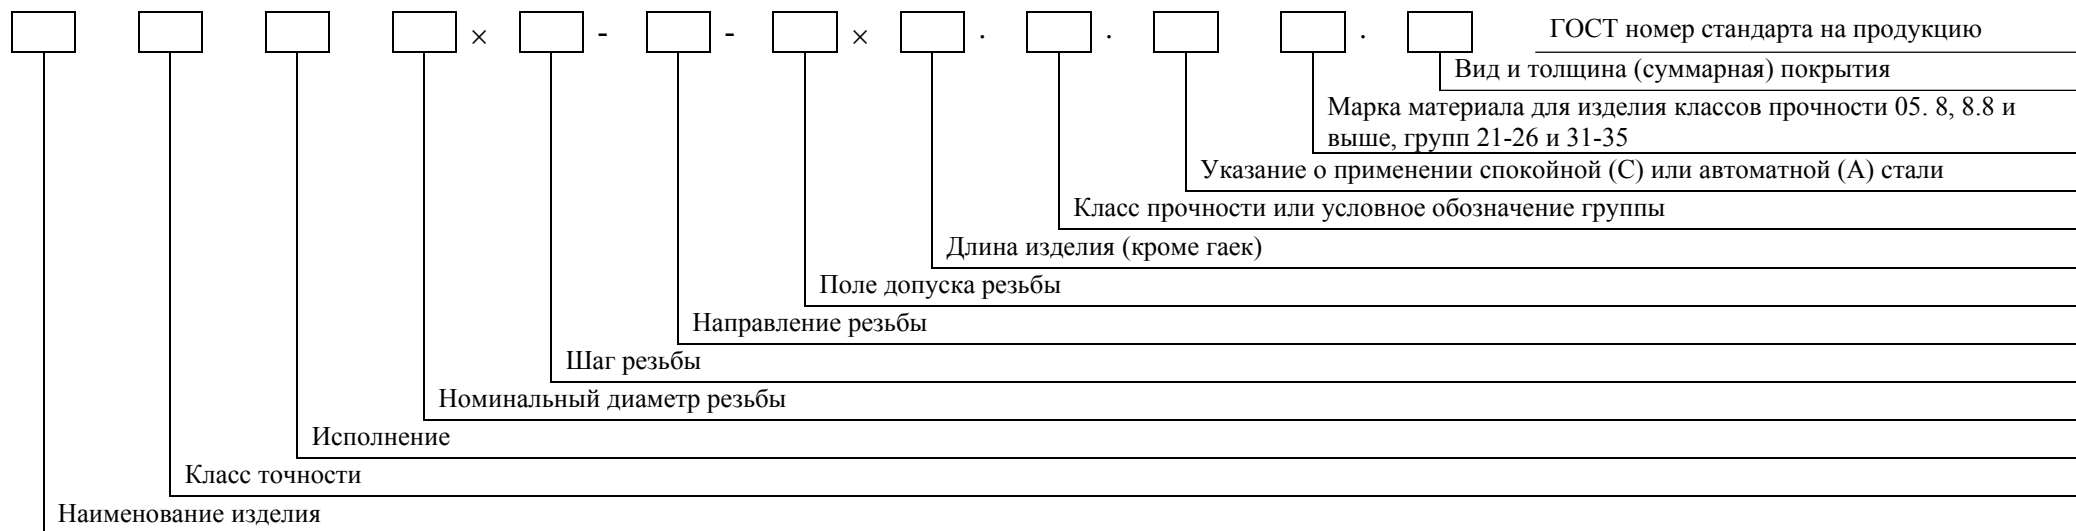 × - - × . . . ГОСТ номер стандарта на продукцию
Вид и толщина (суммарная) покрытия
Марка материала для изделия классов прочности 05. 8, 8.8 и
выше, групп 21-26 и 31-35
Указание о применении спокойной (С) или автоматной (А) стали
Класс прочности или условное обозначение группы
Длина изделия (кроме гаек)
Поле допуска резьбы
Направление резьбы
Шаг резьбы
Номинальный диаметр резьбы
Исполнение
Класс точности
Наименование изделия